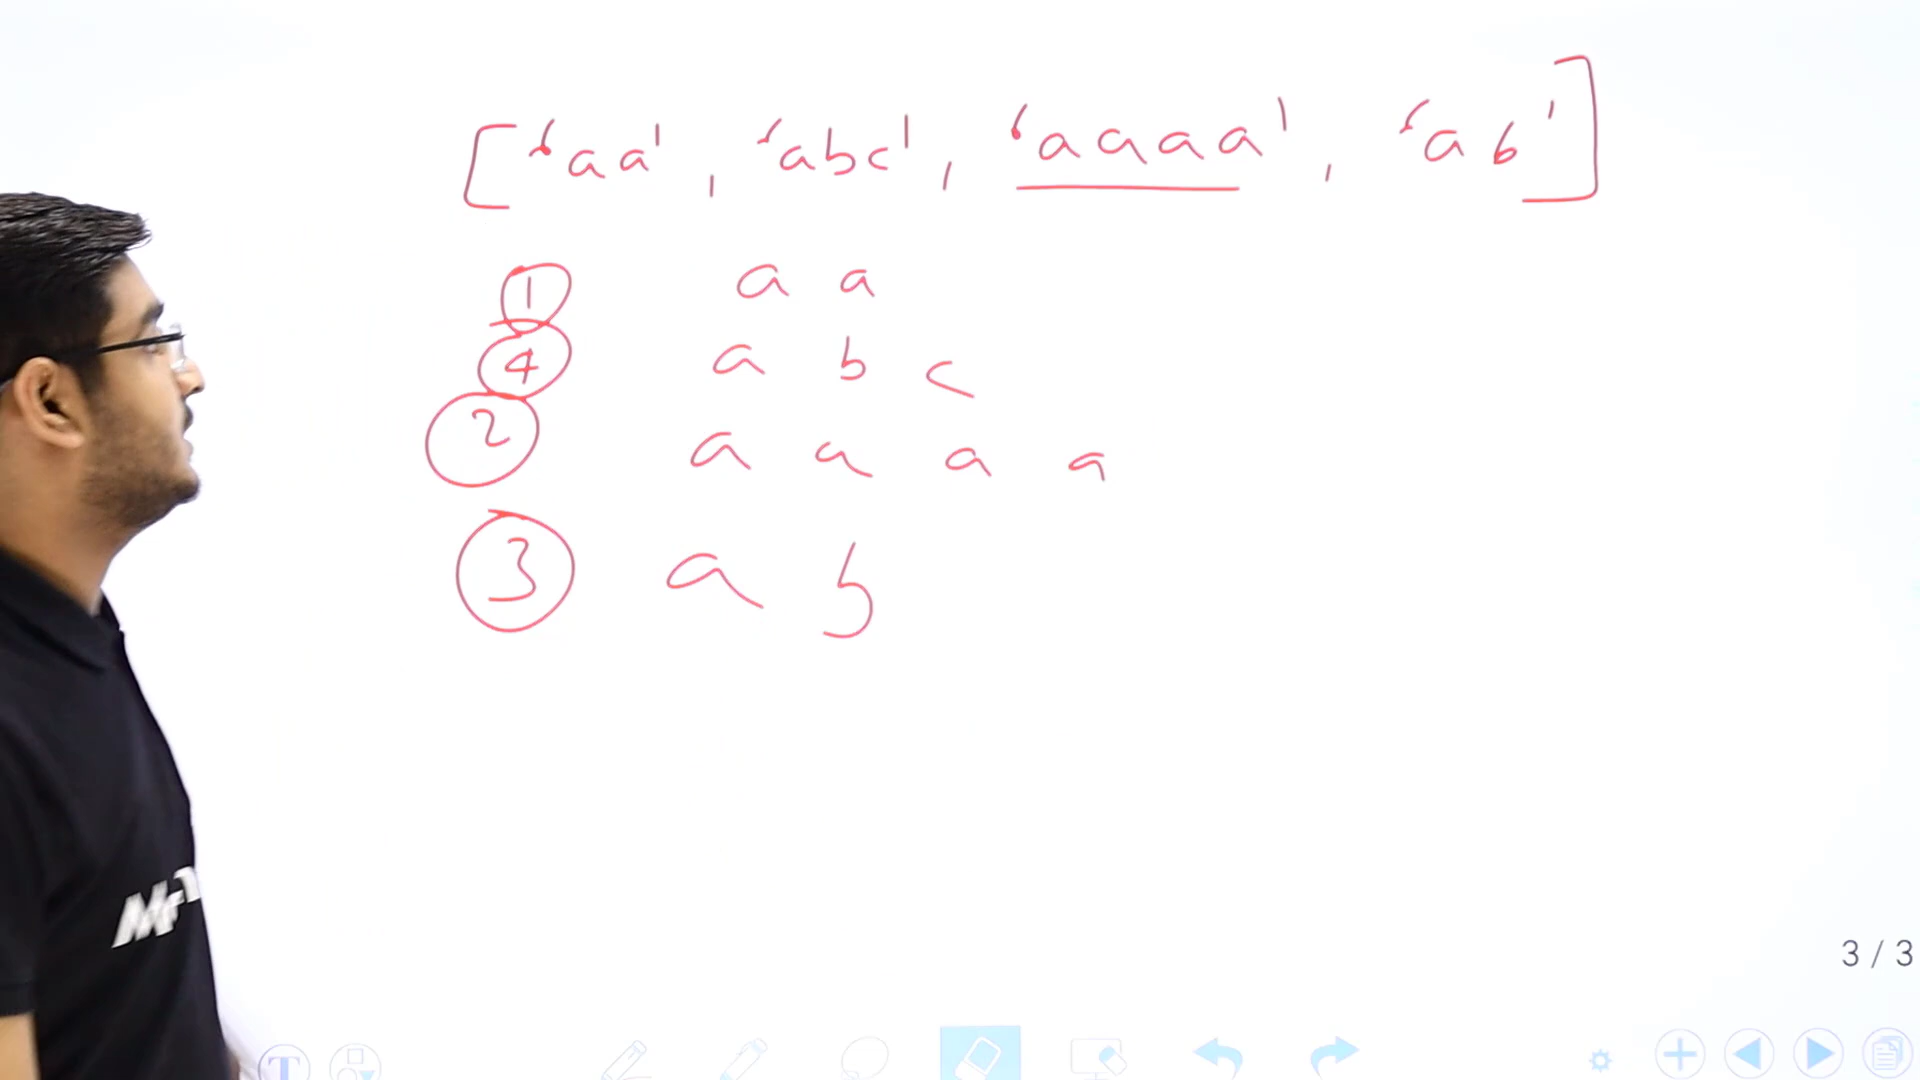 ['aa', 'abc', 'aaaa', 'ab']
① a a
④ a b c
② a a a a
③ a b
3 / 3
T